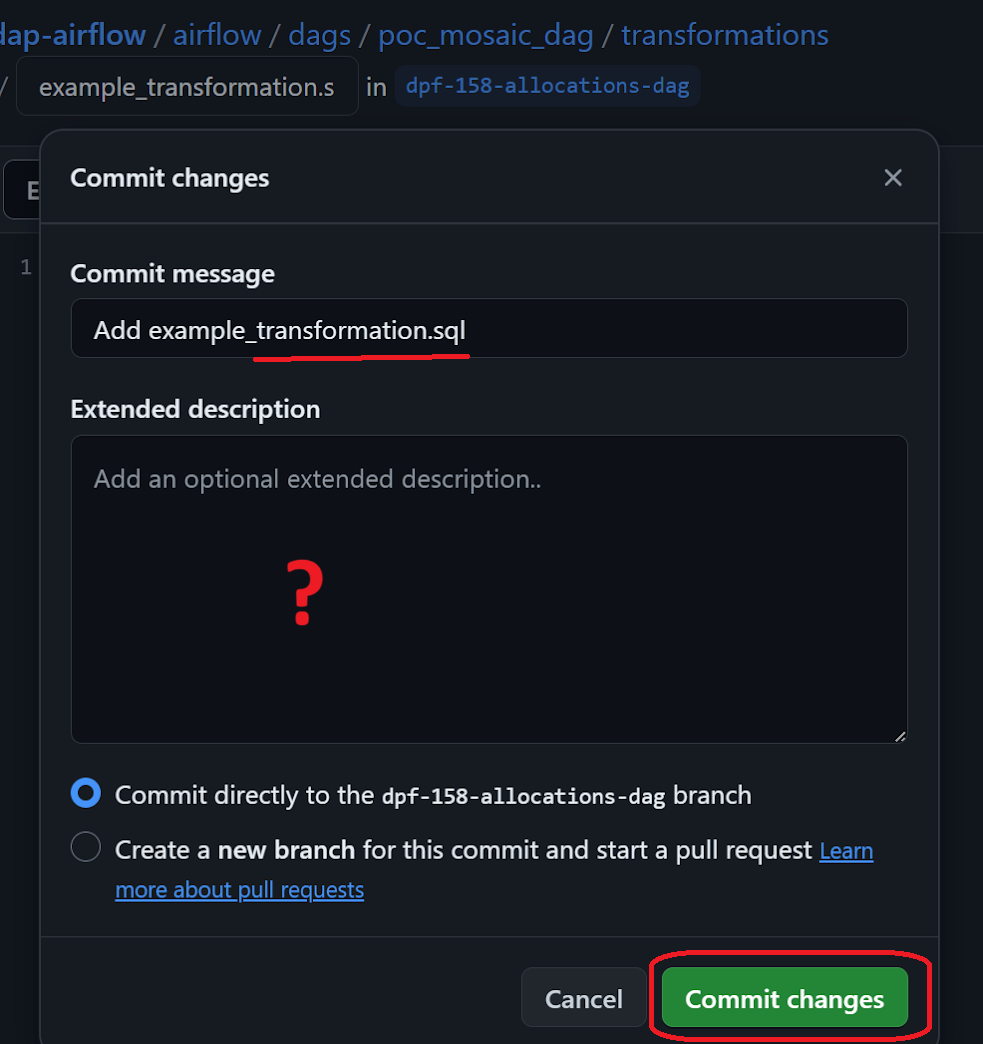 dap-airflow / airflow / dags / poc_mosaic_dag / transformations
/ example_transformation.s in dpf-158-allocations-dag
Commit changes
E
1
Commit message
Add example_transformation.sql
Extended description
Add an optional extended description..
?
Commit directly to the dpf-158-allocations-dag branch
Create a new branch for this commit and start a pull request Learn
more about pull requests
Cancel Commit changes